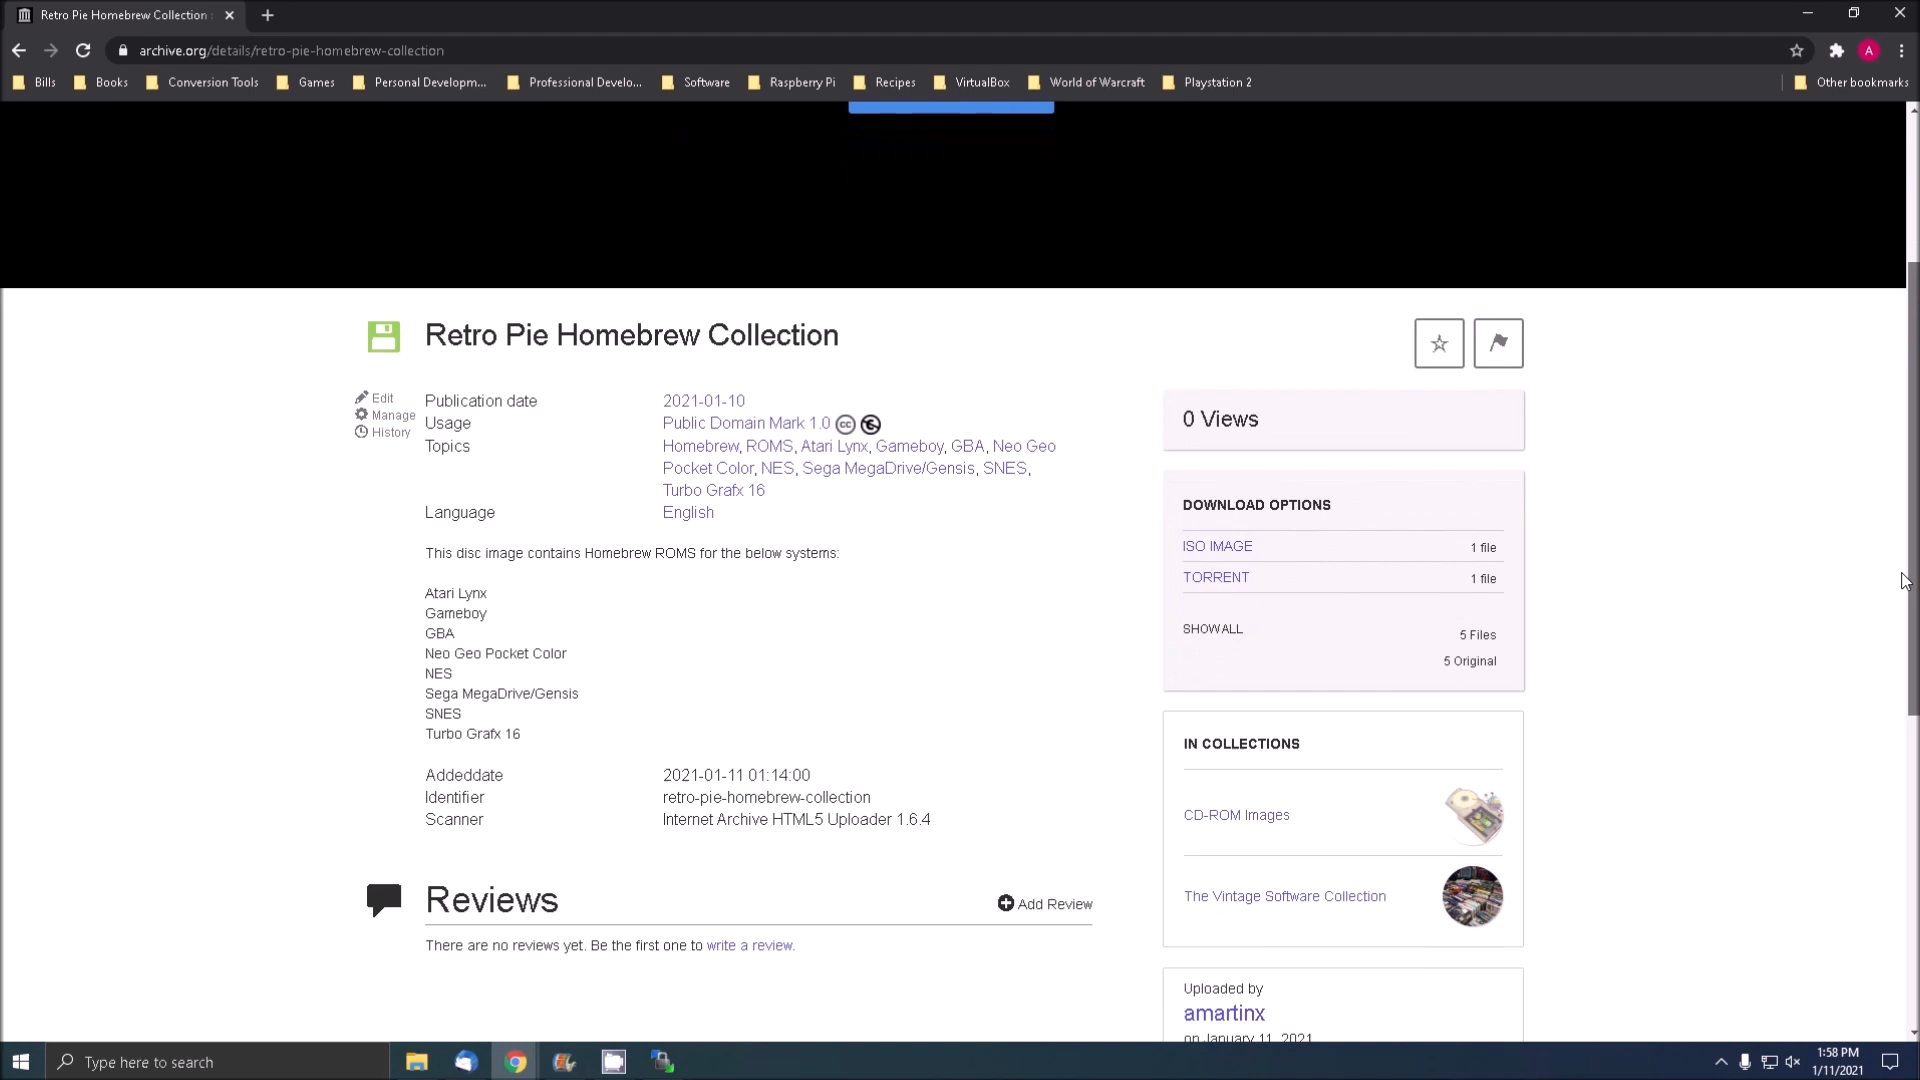 Retro Pie Homebrew Collection :
archive.org/details/retro-pie-homebrew-collection
A
Bills Books Conversion Tools Games Personal Developm... Professional Develo... Software Raspberry Pi Recipes VirtualBox World of Warcraft Playstation 2 Other bookmarks
Retro Pie Homebrew Collection
Edit
Manage
History
Publication date 2021-01-10
Usage Public Domain Mark 1.0 cc
Topics Homebrew, ROMS, Atari Lynx, Gameboy, GBA, Neo Geo
Pocket Color, NES, Sega MegaDrive/Gensis, SNES,
Turbo Grafx 16
Language English
This disc image contains Homebrew ROMS for the below systems:
Atari Lynx
Gameboy
GBA
Neo Geo Pocket Color
NES
Sega MegaDrive/Gensis
SNES
Turbo Grafx 16
Addeddate 2021-01-11 01:14:00
Identifier retro-pie-homebrew-collection
Scanner Internet Archive HTML5 Uploader 1.6.4
Reviews
Add Review
There are no reviews yet. Be the first one to write a review.
0 Views
DOWNLOAD OPTIONS
ISO IMAGE 1 file
TORRENT 1 file
SHOW ALL 5 Files
5 Original
IN COLLECTIONS
CD-ROM Images
The Vintage Software Collection
Uploaded by
amartinx
on January 11, 2021
Type here to search
1:58 PM
1/11/2021